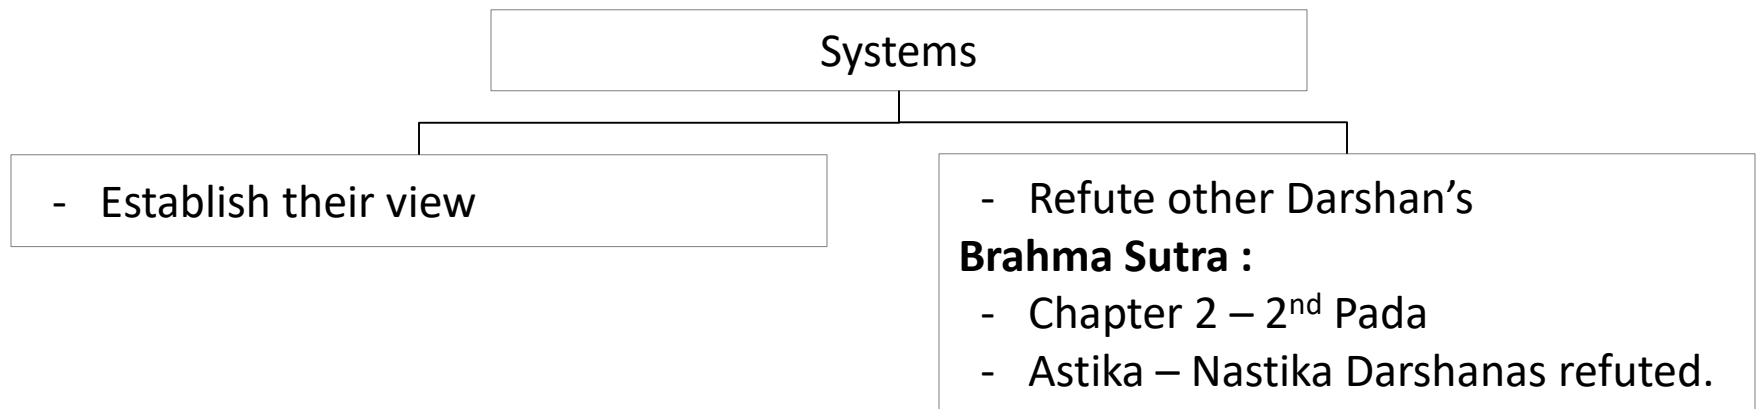 Systems
- Establish their view
- Refute other Darshan’s
Brahma Sutra :
- Chapter 2 – 2nd Pada
- Astika – Nastika Darshanas refuted.